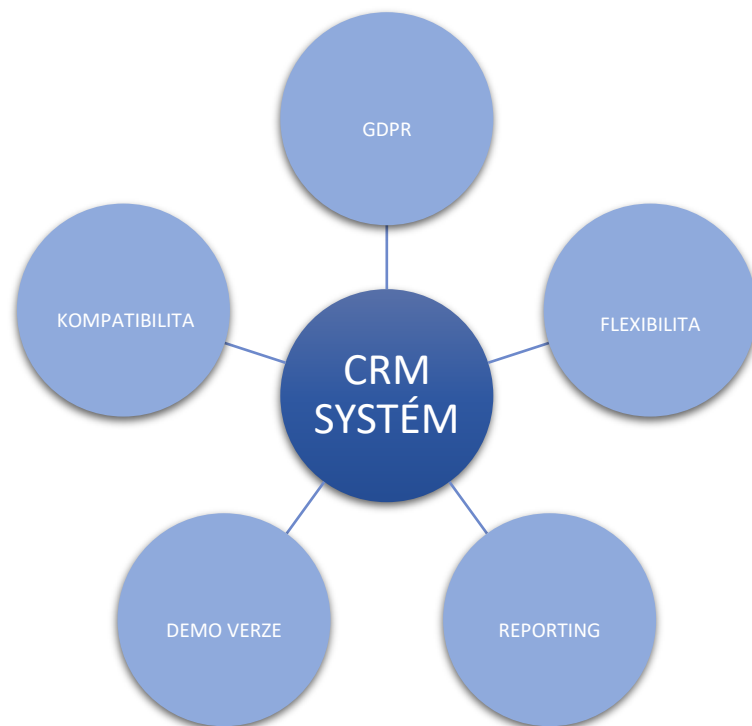 GDPR
KOMPATIBILITA
FLEXIBILITA
CRM
SYSTÉM
DEMO VERZE
REPORTING